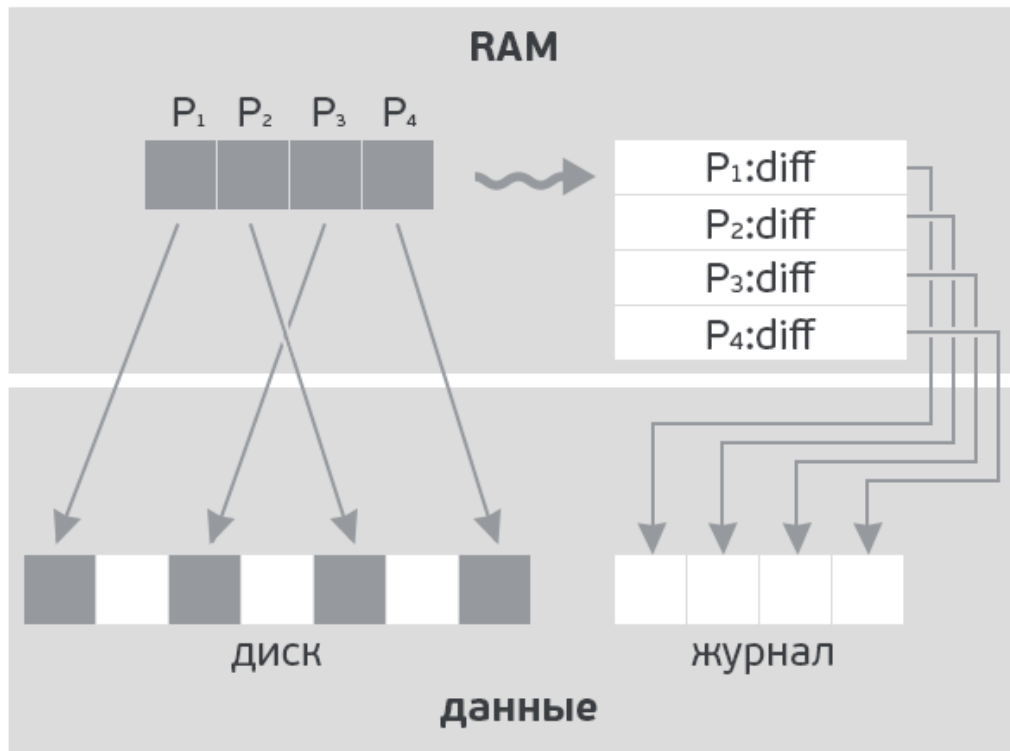 RAM
P₁ P₂ P₃ P₄
P₁:diff
P₂:diff
P₃:diff
P₄:diff
диск
журнал
данные